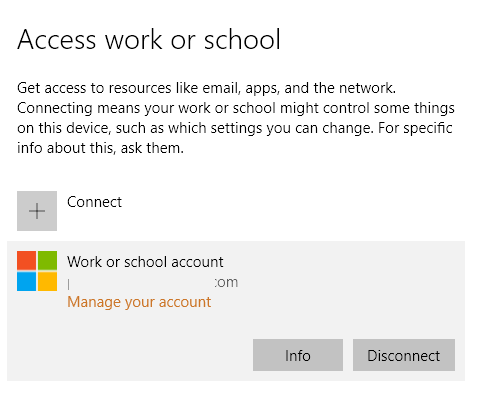 Access work or school
Get access to resources like email, apps, and the network.
Connecting means your work or school might control some things
on this device, such as which settings you can change. For specific
info about this, ask them.
Connect
Work or school account
:om
Manage your account
Info Disconnect